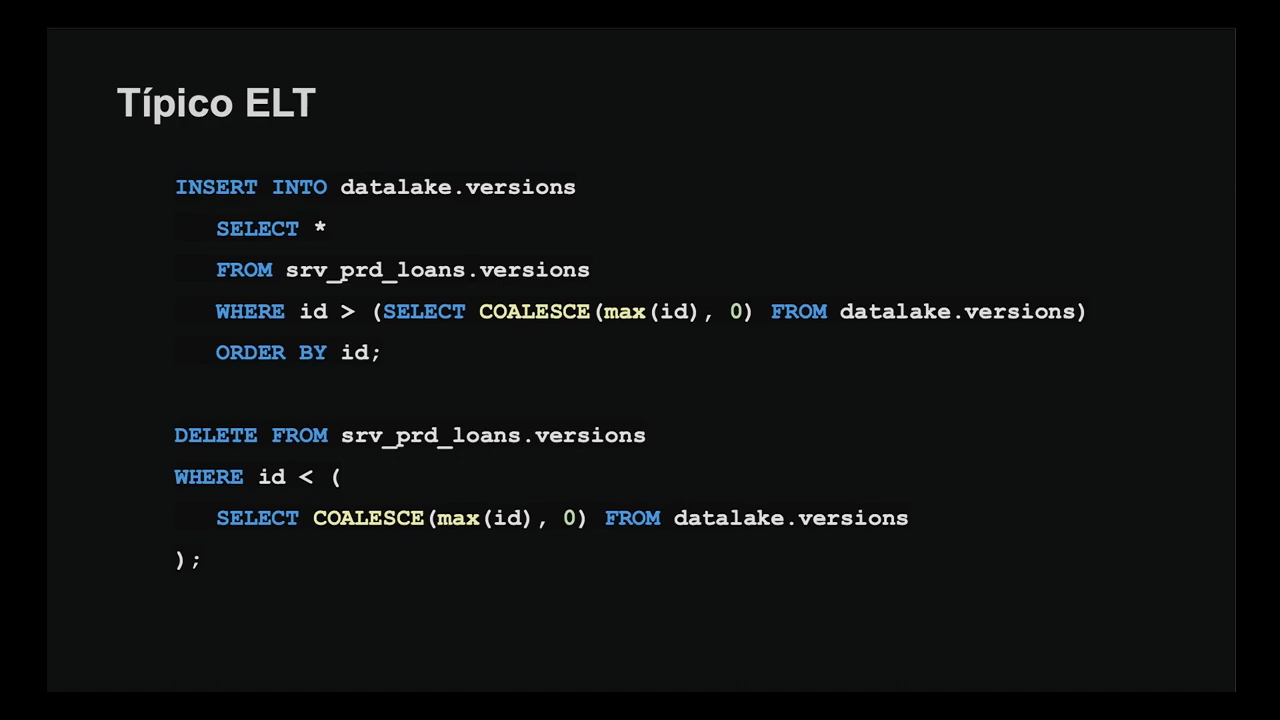 Típico ELT
INSERT INTO datalake.versions
SELECT *
FROM srv_prd_loans.versions
WHERE id > (SELECT COALESCE(max(id), 0) FROM datalake.versions)
ORDER BY id;
DELETE FROM srv_prd_loans.versions
WHERE id < (
SELECT COALESCE(max(id), 0) FROM datalake.versions
);